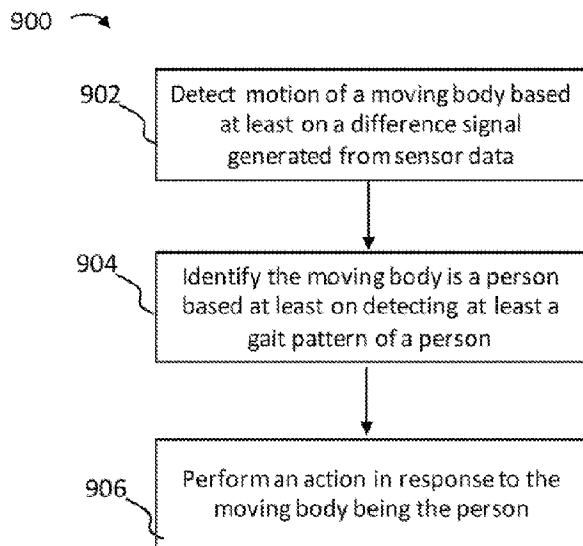 900
902
Detect motion of a moving body based
at least on a difference signal
generated from sensor data
904
Identify the moving body is a person
based at least on detecting at least a
gait pattern of a person
906
Perform an action in response to the
moving body being the person